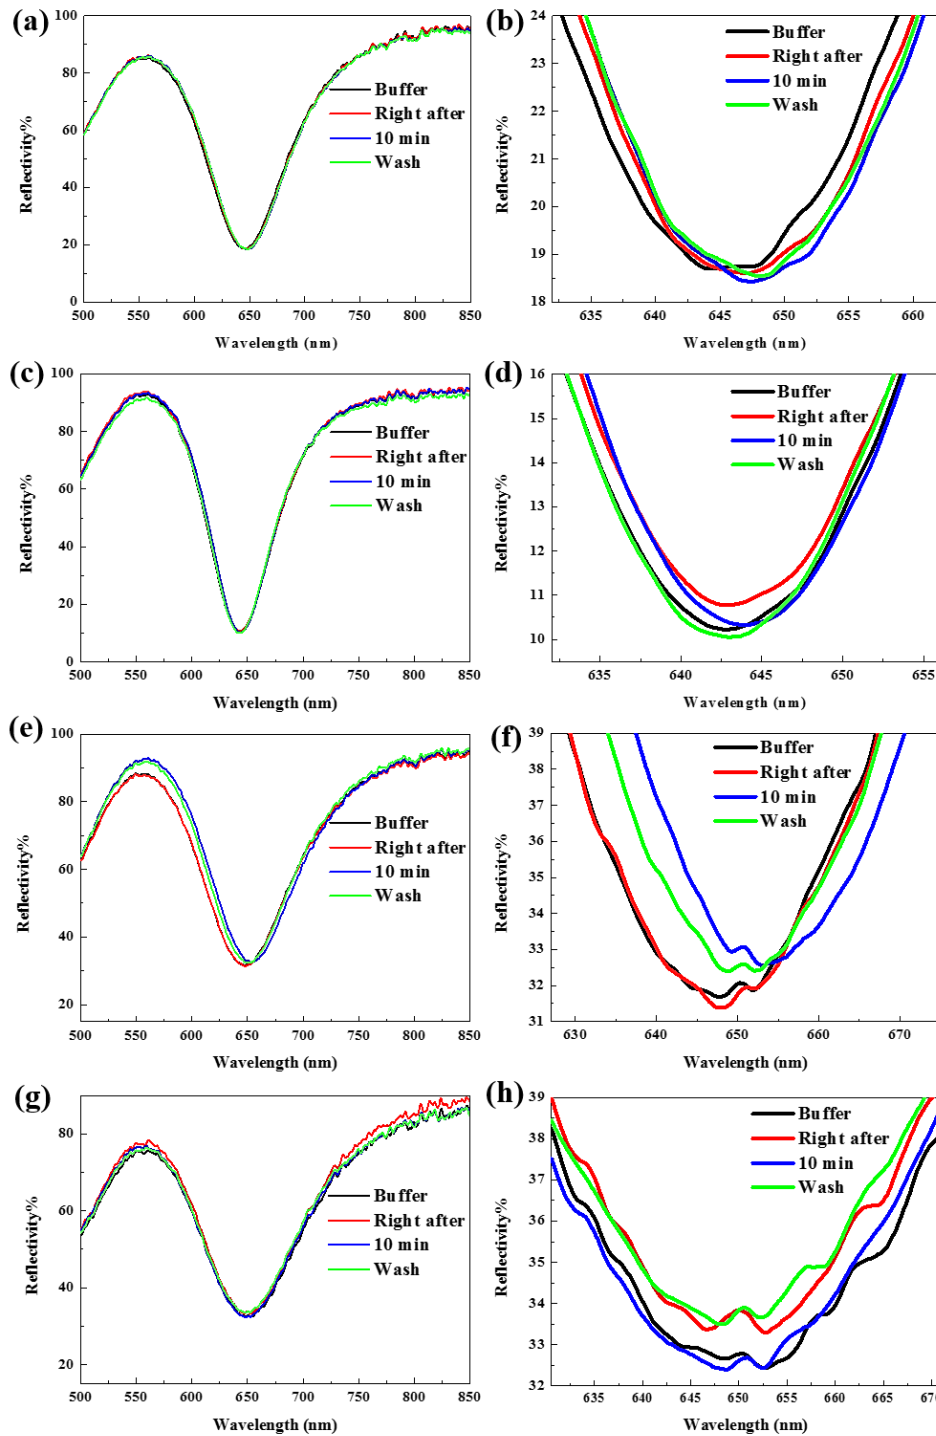 (a)
100
80
60
40
20
0
Reflectivity%
500 550 600 650 700 750 800 850
Wavelength (nm)
Buffer
Right after
10 min
Wash
(b)
24
23
22
21
20
19
18
Reflectivity%
635 640 645 650 655 660
Wavelength (nm)
Buffer
Right after
10 min
Wash
(c)
100
80
60
40
20
0
Reflectivity%
500 550 600 650 700 750 800 850
Wavelength (nm)
Buffer
Right after
10 min
Wash
(d)
16
15
14
13
12
11
10
Reflectivity%
635 640 645 650 655
Wavelength (nm)
Buffer
Right after
10 min
Wash
(e)
100
80
60
40
20
Reflectivity%
500 550 600 650 700 750 800 850
Wavelength (nm)
Buffer
Right after
10 min
Wash
(f)
39
38
37
36
35
34
33
32
31
Reflectivity%
630 640 650 660 670
Wavelength (nm)
Buffer
Right after
10 min
Wash
(g)
80
60
40
20
Reflectivity%
500 550 600 650 700 750 800 850
Wavelength (nm)
Buffer
Right after
10 min
Wash
(h)
39
38
37
36
35
34
33
32
Reflectivity%
635 640 645 650 655 660 665 670
Wavelength (nm)
Buffer
Right after
10 min
Wash